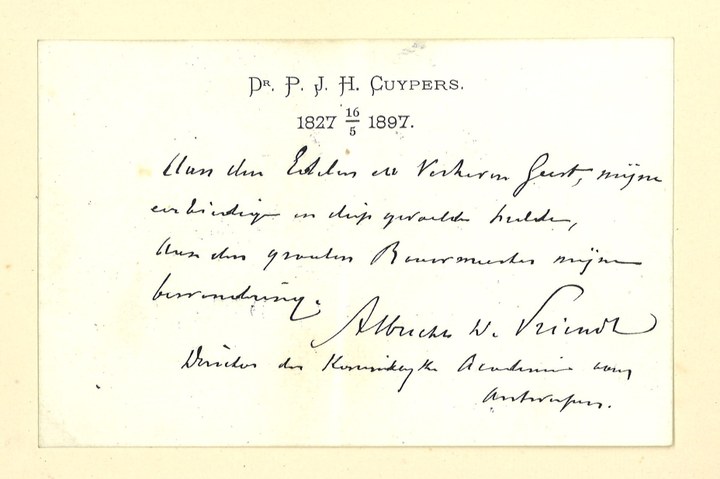 Dr. P. J. H. Cuypers.
1827 16/5 1897.
Aan den Edelen en Verheven Geest, mijne
eerbiedige en diep gevoelde hulde,
Aan den grooten Bouwmeester mijne
bewondering.
Albrecht De Vriendt
Director der Koninklijke Academie van
Antwerpen.